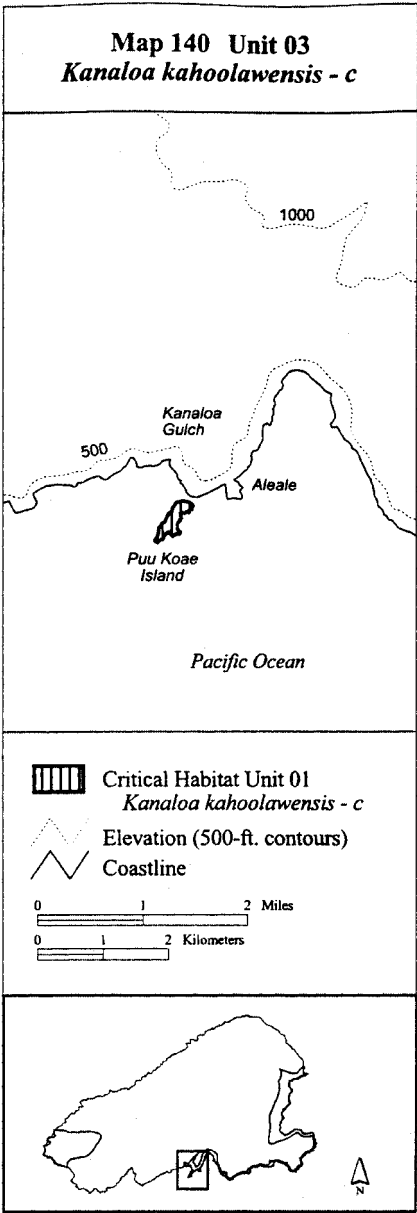 Map 140 Unit 03
Kanaloa kahoolawensis - c
1000
Kanaloa
Gulch
500
Aleale
Puu Koae
Island
Pacific Ocean
Critical Habitat Unit 01
Kanaloa kahoolawensis - c
Elevation (500-ft. contours)
Coastline
0 1 2 Miles
0 1 2 Kilometers
N